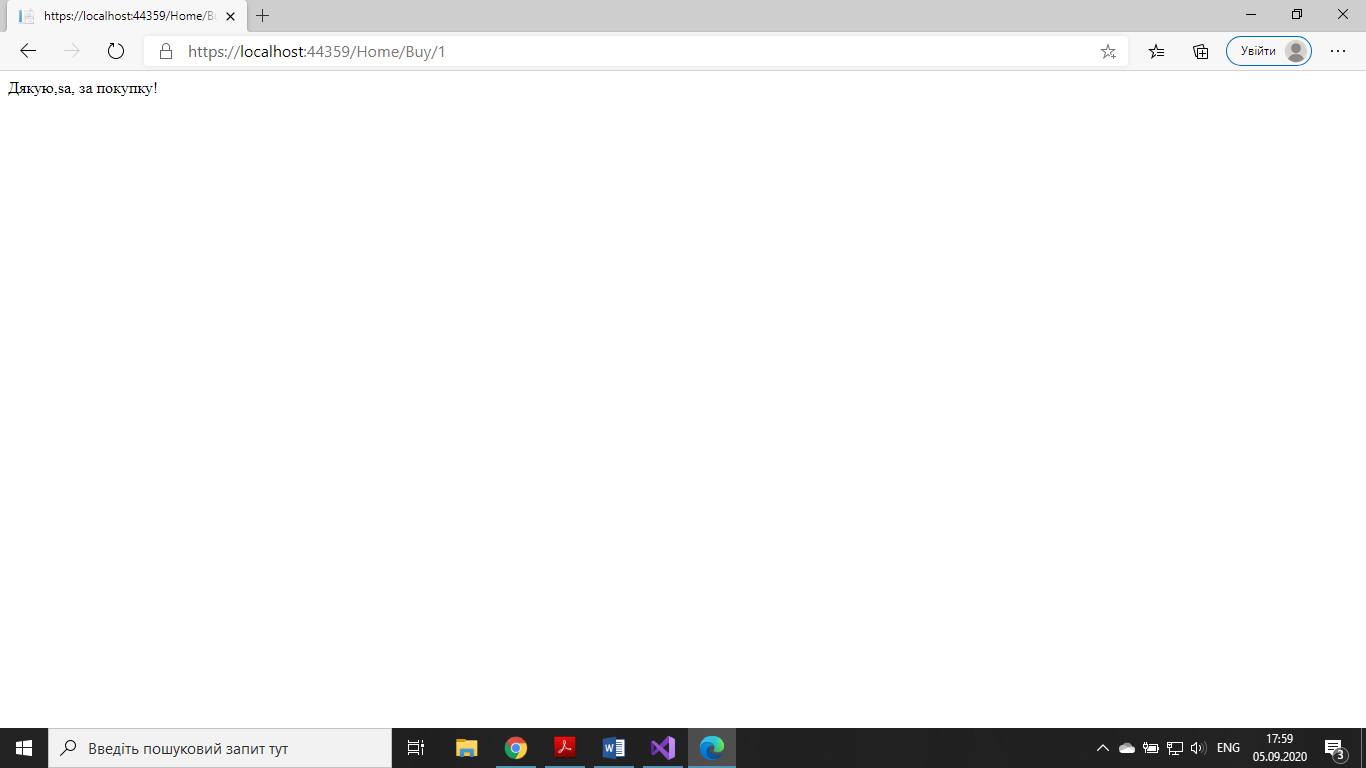 https://localhost:44359/Home/B
https://localhost:44359/Home/Buy/1
Увійти
Дякую,sa, за покупку!
Введіть пошуковий запит тут
ENG
17:59
05.09.2020
3